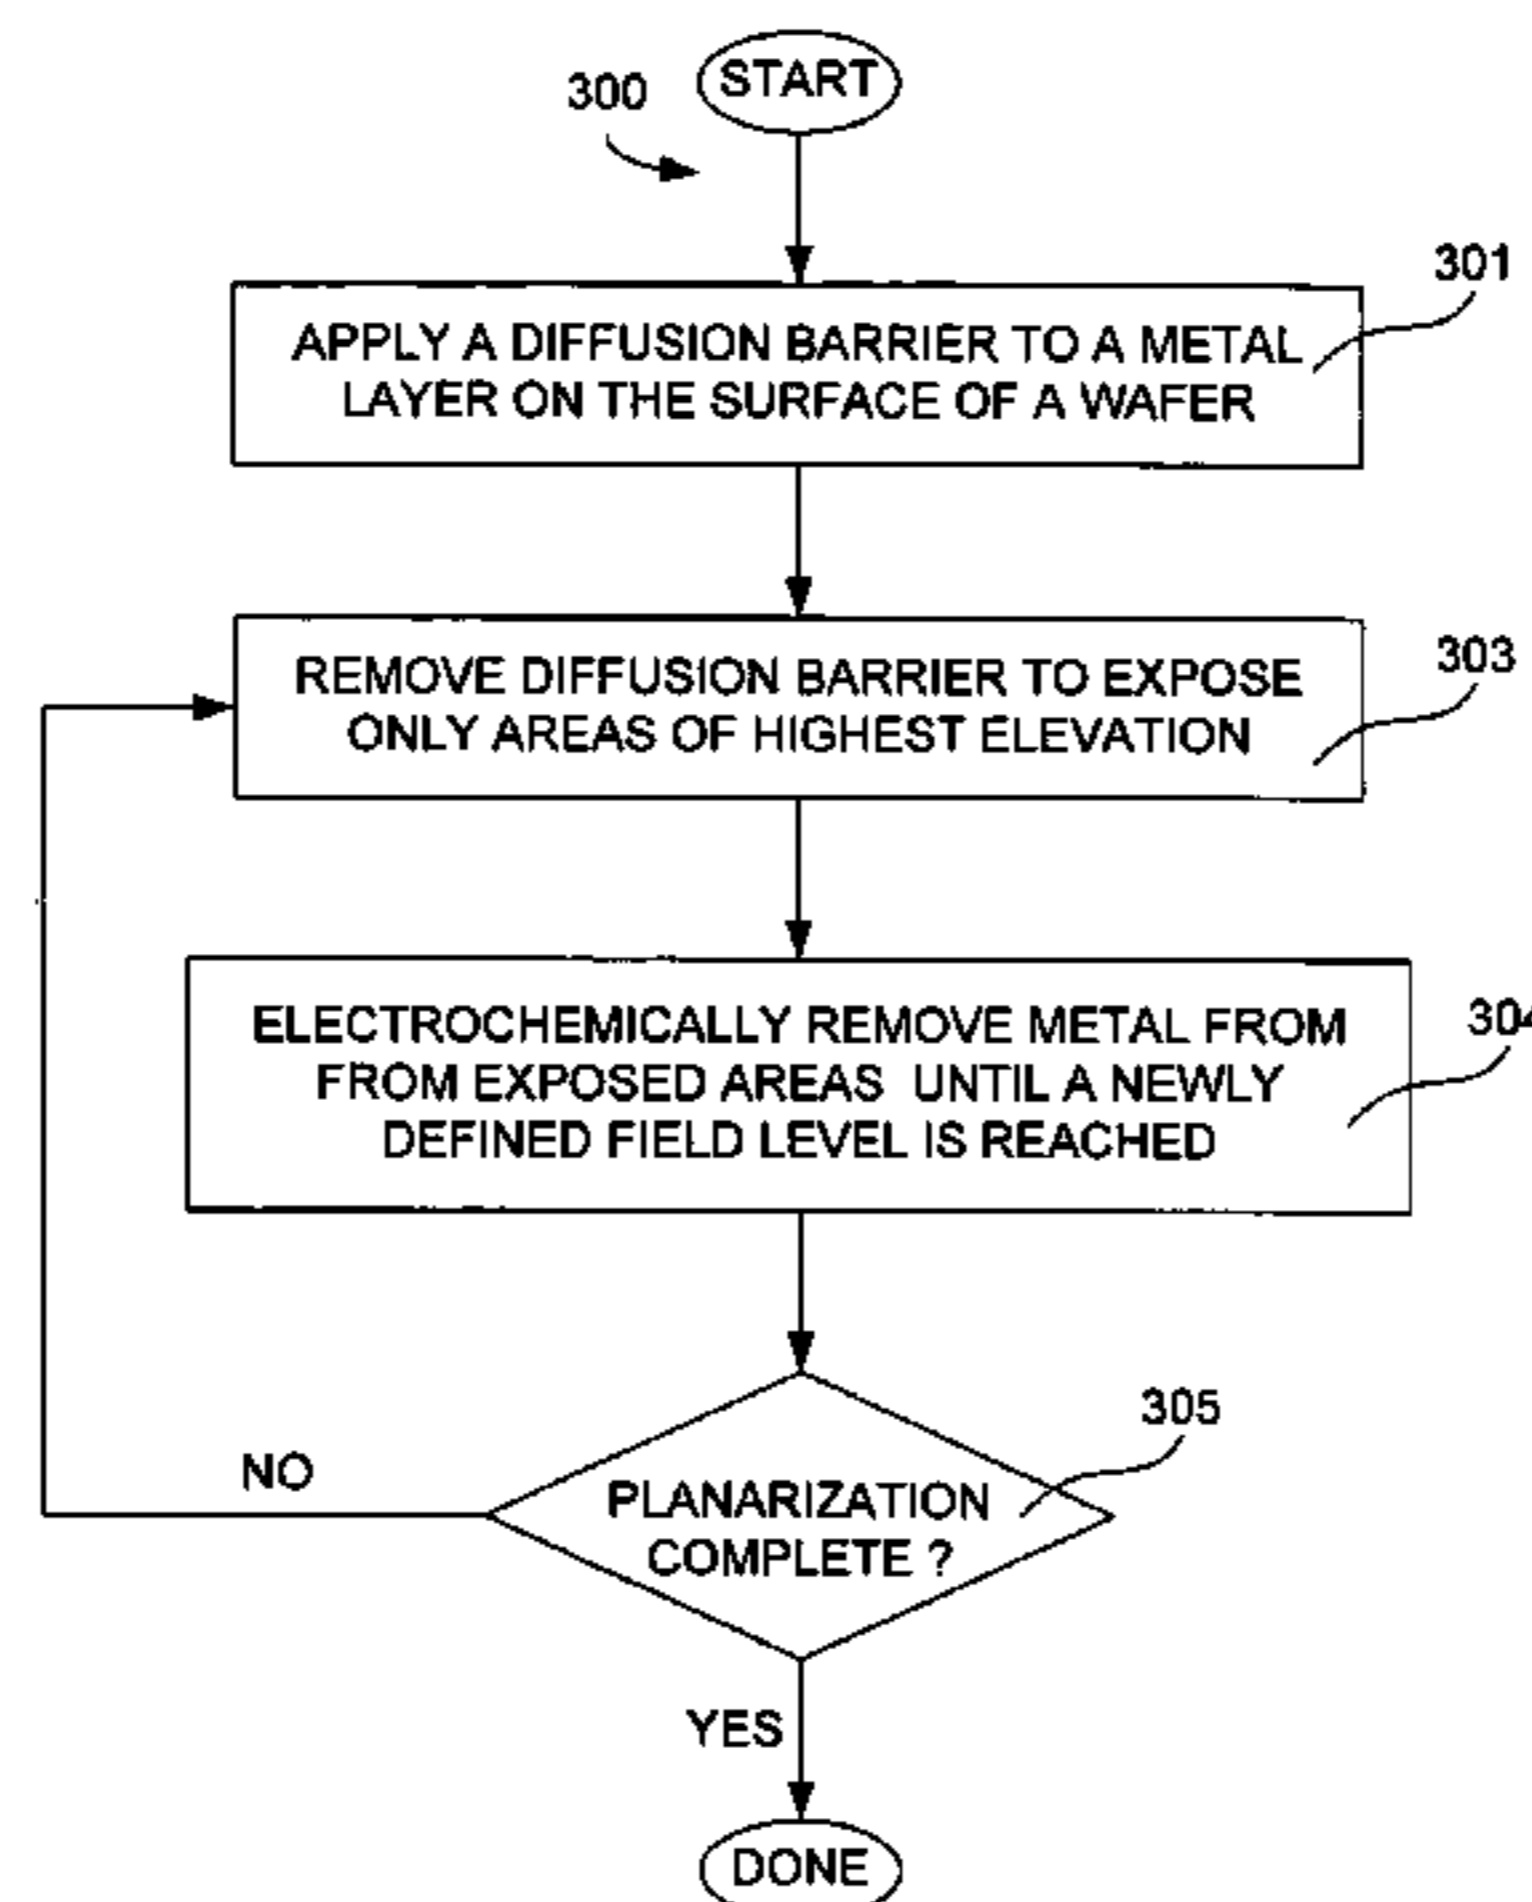 START
300
APPLY A DIFFUSION BARRIER TO A METAL
LAYER ON THE SURFACE OF A WAFER
301
REMOVE DIFFUSION BARRIER TO EXPOSE
ONLY AREAS OF HIGHEST ELEVATION
303
ELECTROCHEMICALLY REMOVE METAL FROM
FROM EXPOSED AREAS UNTIL A NEWLY
DEFINED FIELD LEVEL IS REACHED
304
PLANARIZATION
COMPLETE ?
305
NO
YES
DONE